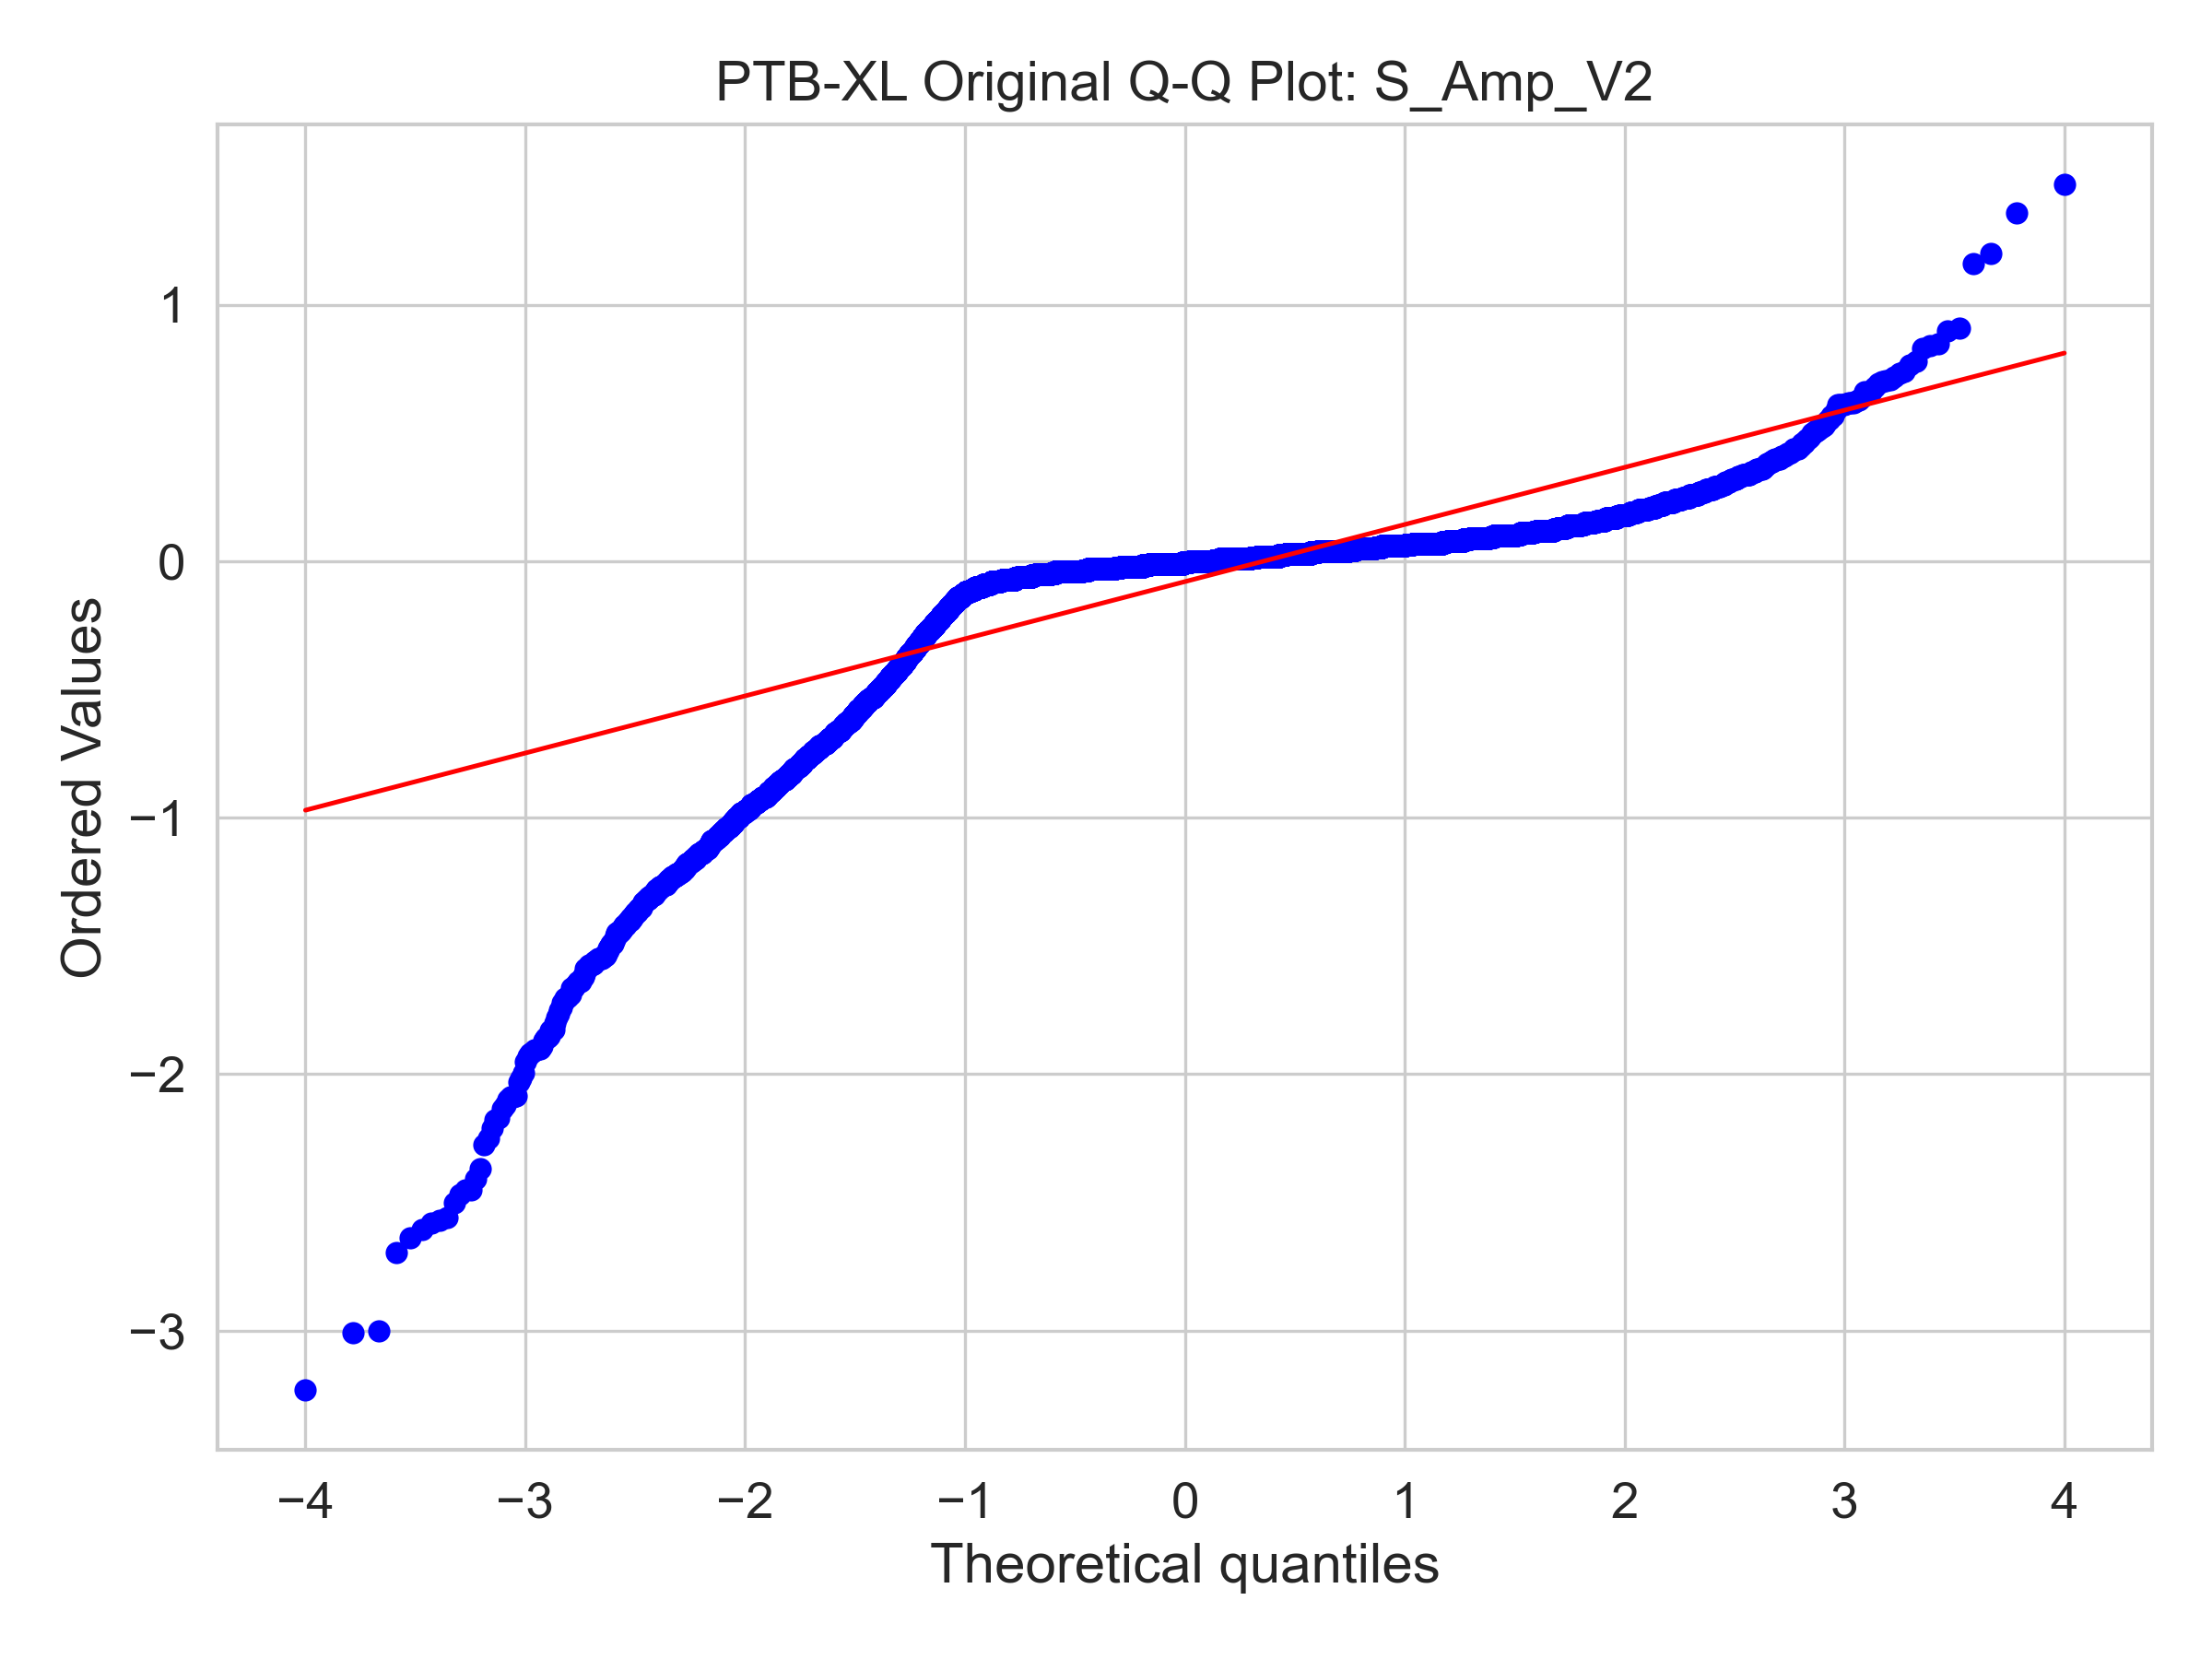 PTB-XL Original Q-Q Plot: S_Amp_V2
1
0
−1
−2
−3
Ordered Values
−4 −3 −2 −1 0 1 2 3 4
Theoretical quantiles